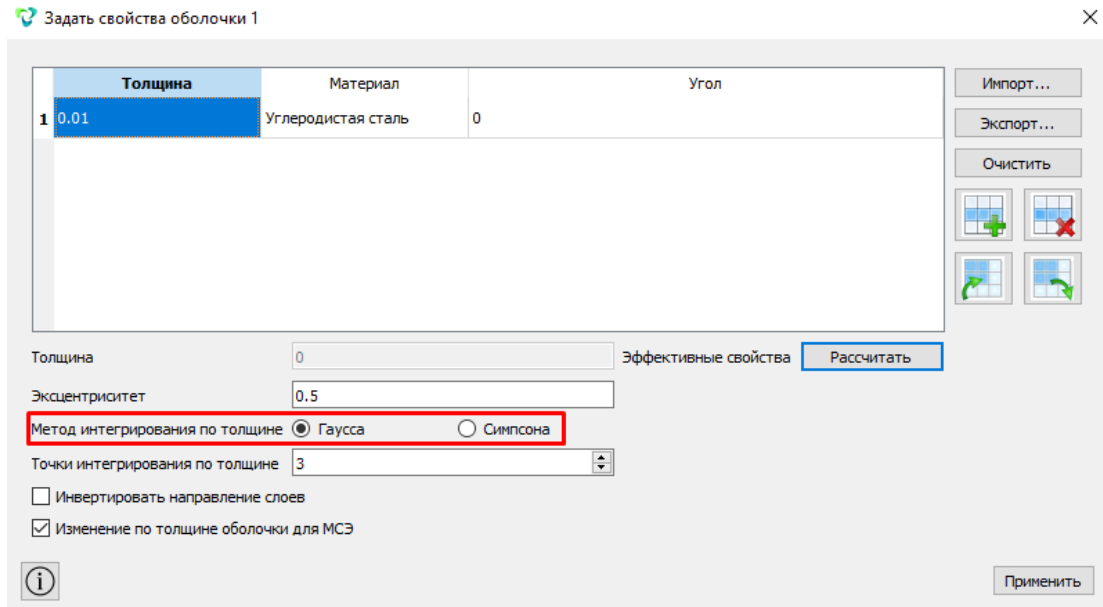 Задать свойства оболочки 1
Толщина Материал Угол
1 0.01 Углеродистая сталь 0
Импорт...
Экспорт...
Очистить
Толщина 0 Эффективные свойства Рассчитать
Эксцентриситет 0.5
Метод интегрирования по толщине Гаусса Симпсона
Точки интегрирования по толщине 3
Инвертировать направление слоев
Изменение по толщине оболочки для МСЭ
Применить